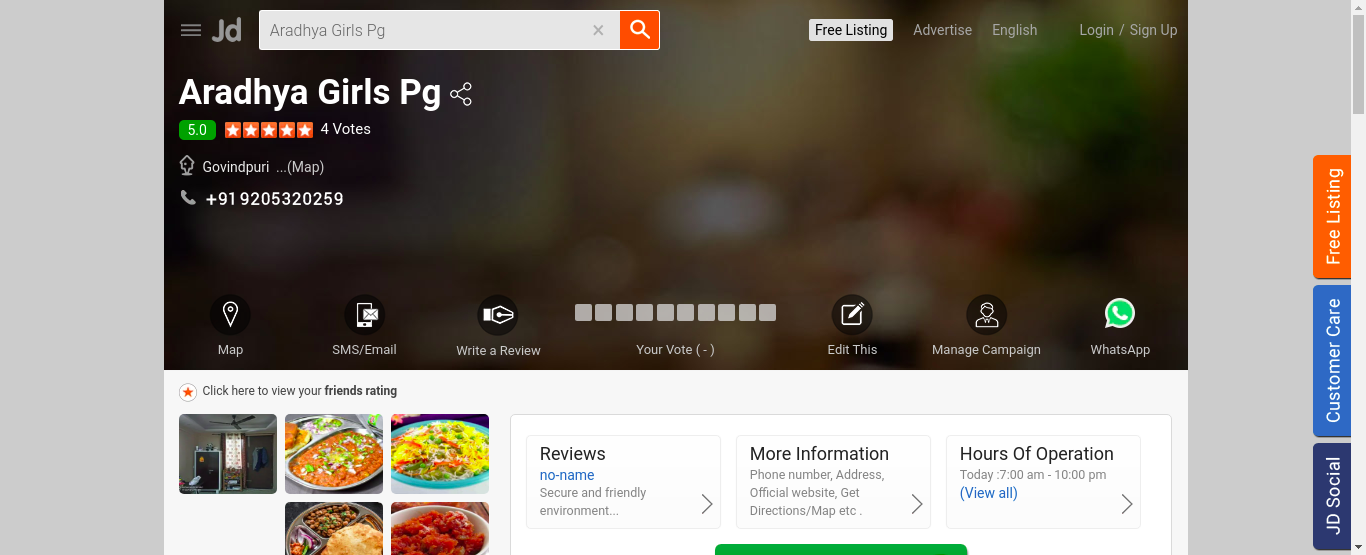 Jd
Aradhya Girls Pg
Free Listing
Advertise
English
Login / Sign Up
Aradhya Girls Pg
5.0
4 Votes
Govindpuri ...(Map)
+91 9205320259
Map
SMS/Email
Write a Review
Your Vote ( - )
Edit This
Manage Campaign
WhatsApp
Click here to view your friends rating
Reviews
no-name
Secure and friendly
environment...
More Information
Phone number, Address,
Official website, Get
Directions/Map etc .
Hours Of Operation
Today :7:00 am - 10:00 pm
(View all)
Free Listing
Customer Care
JD Social